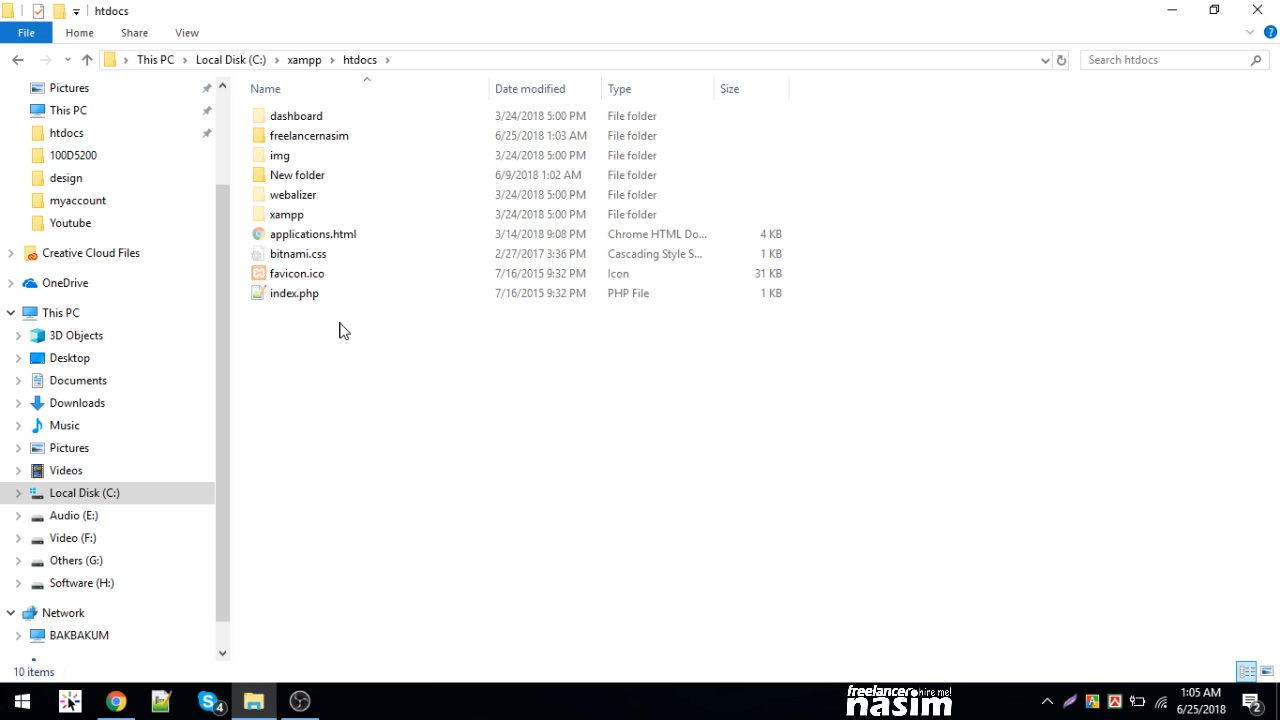 htdocs
File Home Share View
This PC Local Disk (C:) xampp htdocs Search htdocs
Pictures
This PC
htdocs
100D5200
design
myaccount
Youtube
Creative Cloud Files
OneDrive
This PC
3D Objects
Desktop
Documents
Downloads
Music
Pictures
Videos
Local Disk (C:)
Audio (E:)
Video (F:)
Others (G:)
Software (H:)
Network
BAKBAKUM
Name Date modified Type Size
dashboard 3/24/2018 5:00 PM File folder
freelancernasim 6/25/2018 1:03 AM File folder
img 3/24/2018 5:00 PM File folder
New folder 6/9/2018 1:02 AM File folder
webalizer 3/24/2018 5:00 PM File folder
xampp 3/24/2018 5:00 PM File folder
applications.html 3/14/2018 9:08 PM Chrome HTML Do... 4 KB
bitnami.css 2/27/2017 3:36 PM Cascading Style S... 1 KB
favicon.ico 7/16/2015 9:32 PM Icon 31 KB
index.php 7/16/2015 9:32 PM PHP File 1 KB
10 items
4
freelancer hire me!
nasim
1:05 AM
6/25/2018
2